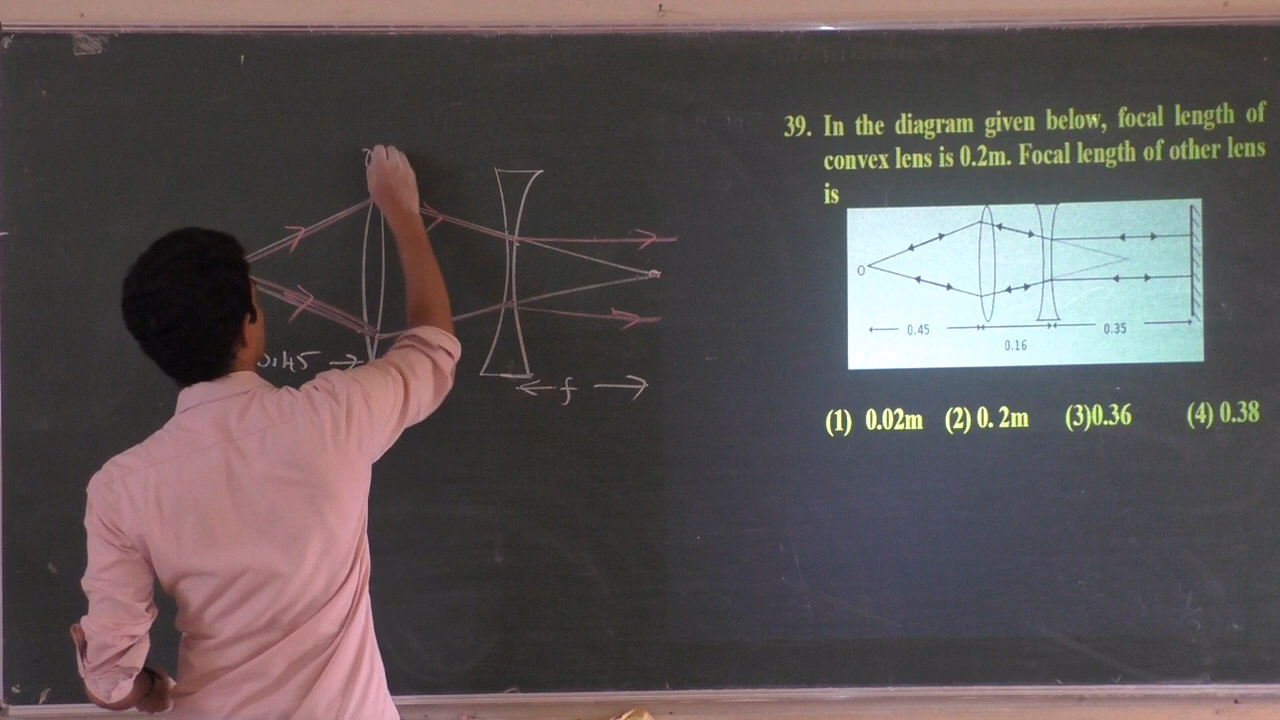 39. In the diagram given below, focal length of
convex lens is 0.2m. Focal length of other lens
is
O
0.45
0.16
0.35
(1) 0.02m (2) 0. 2m (3)0.36 (4) 0.38
0.45
f